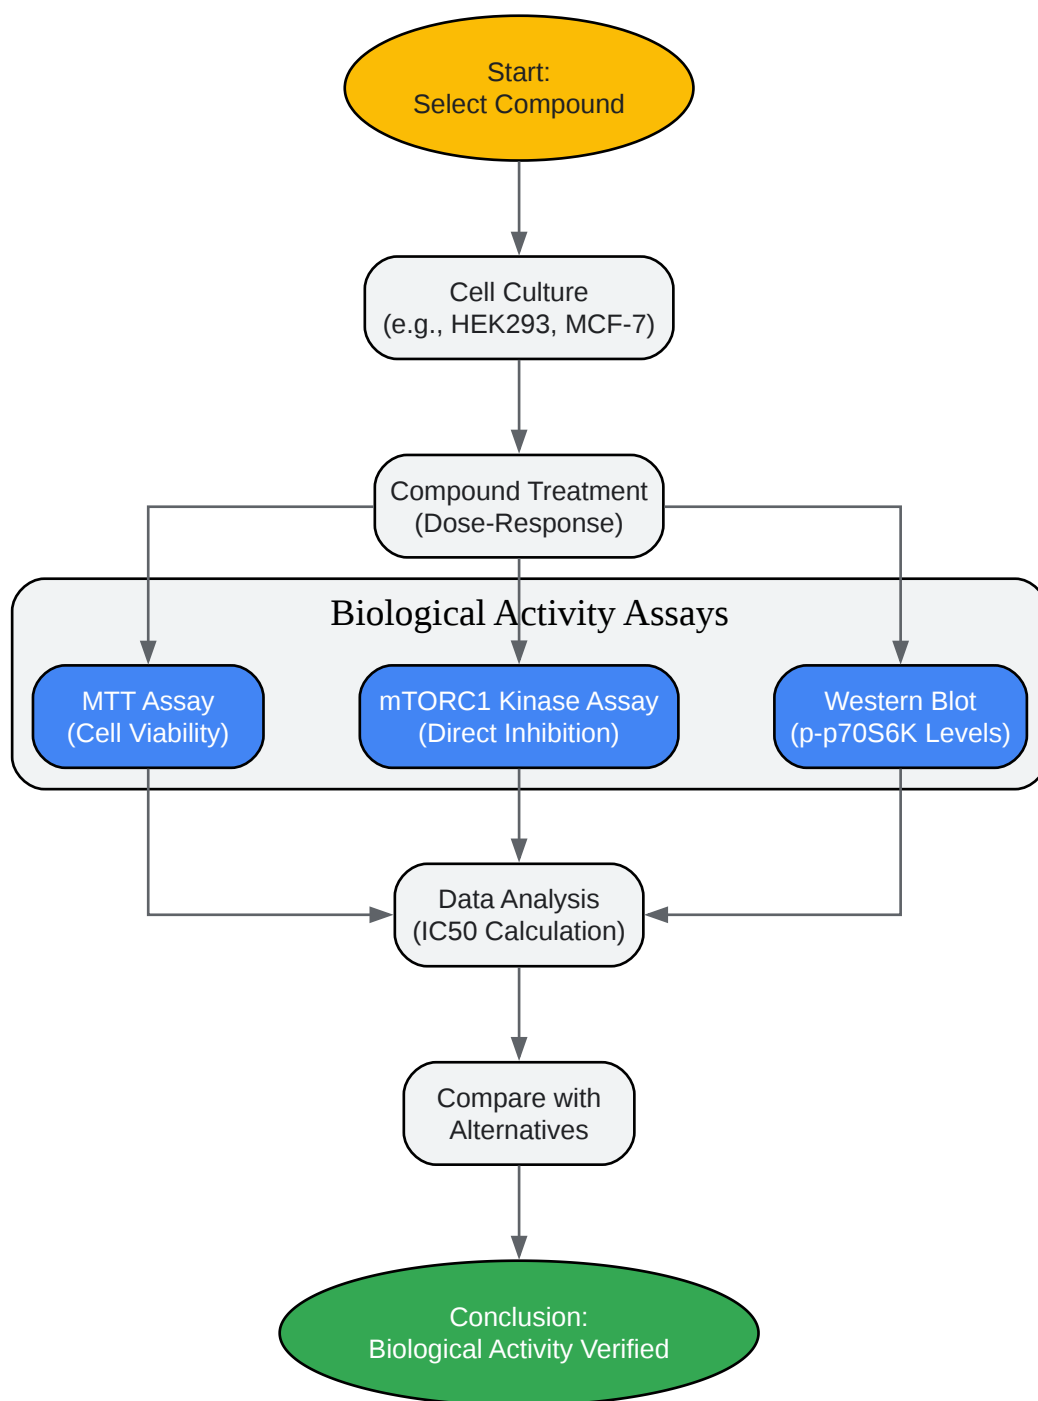 Start:
Select Compound
Cell Culture
(e.g., HEK293, MCF-7)
Compound Treatment
(Dose-Response)
Biological Activity Assays
MTT Assay
(Cell Viability)
mTORC1 Kinase Assay
(Direct Inhibition)
Western Blot
(p-p70S6K Levels)
Data Analysis
(IC50 Calculation)
Compare with
Alternatives
Conclusion:
Biological Activity Verified